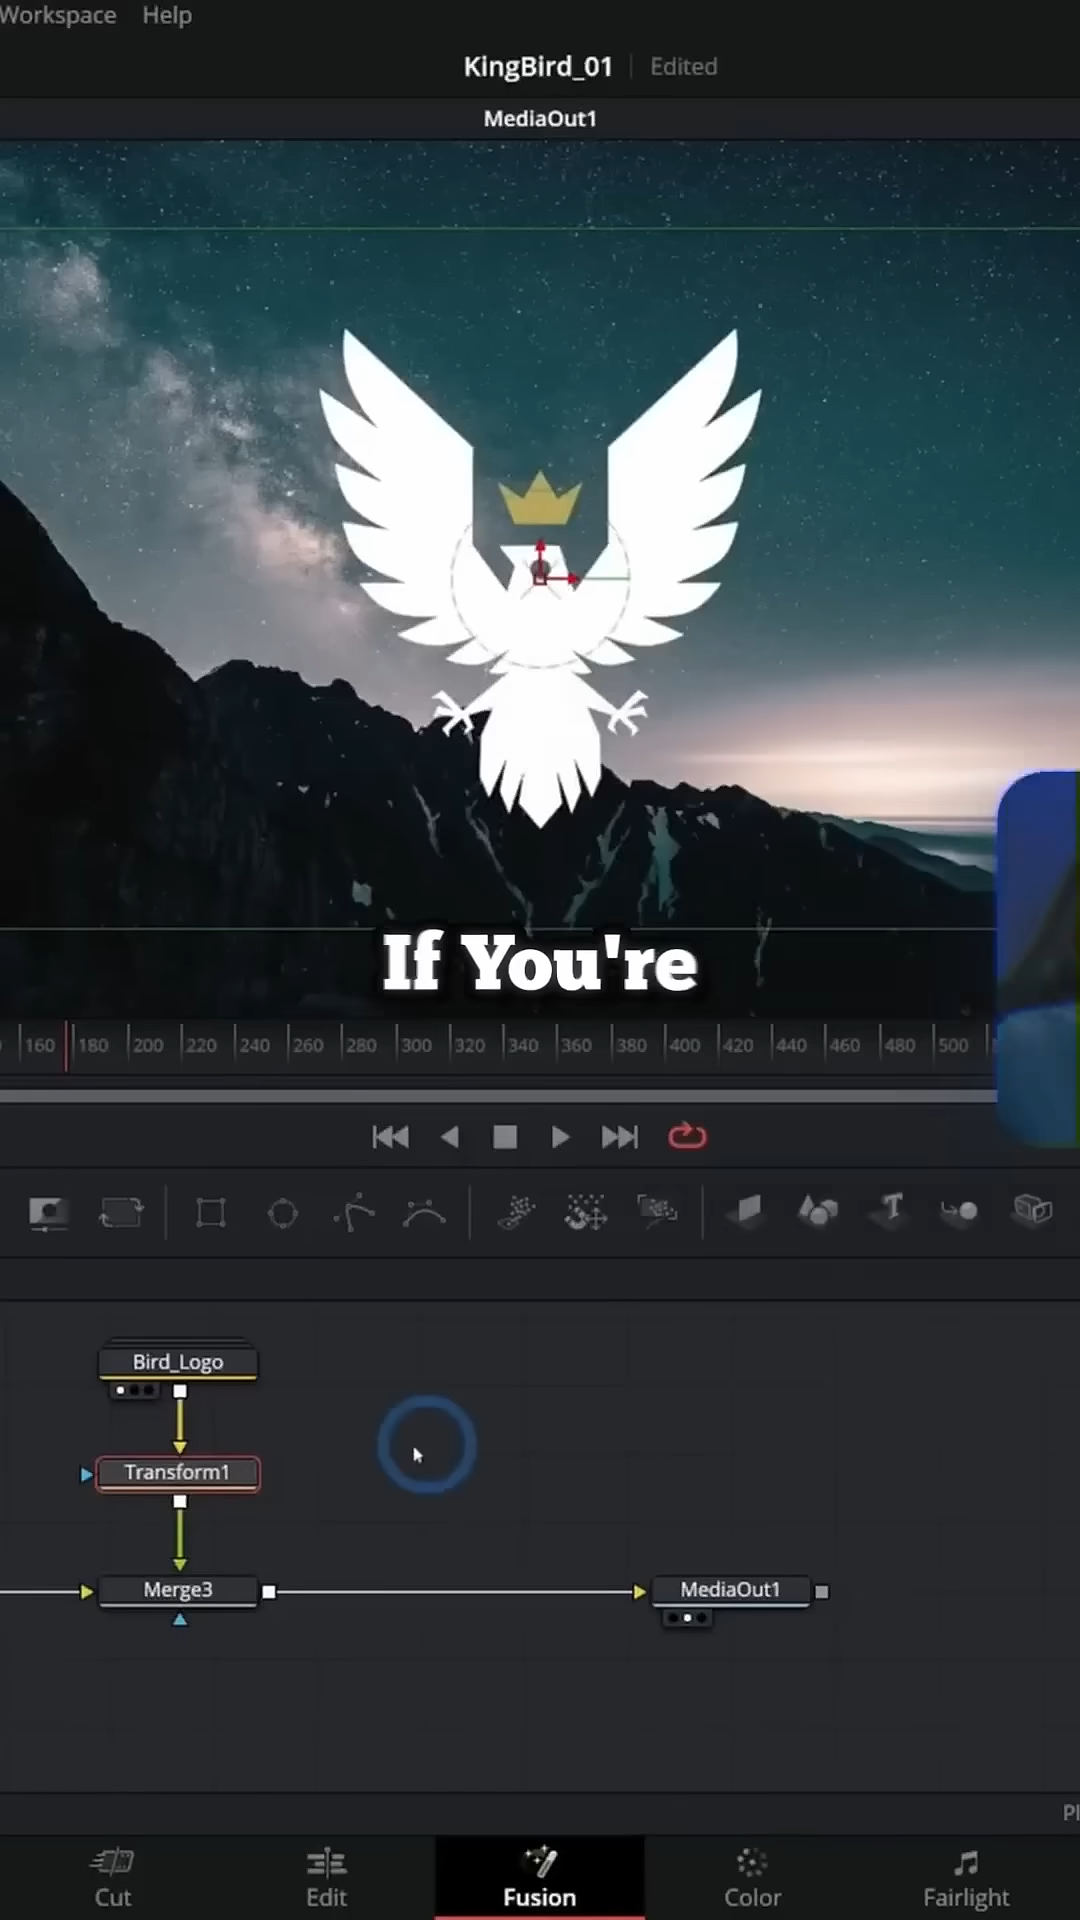 Workspace Help
KingBird_01 Edited
MediaOut1
If You're
160 180 200 220 240 260 280 300 320 340 360 380 400 420 440 460 480 500
T
Bird_Logo
Transform1
Merge3 MediaOut1
Cut Edit Fusion Color Fairlight